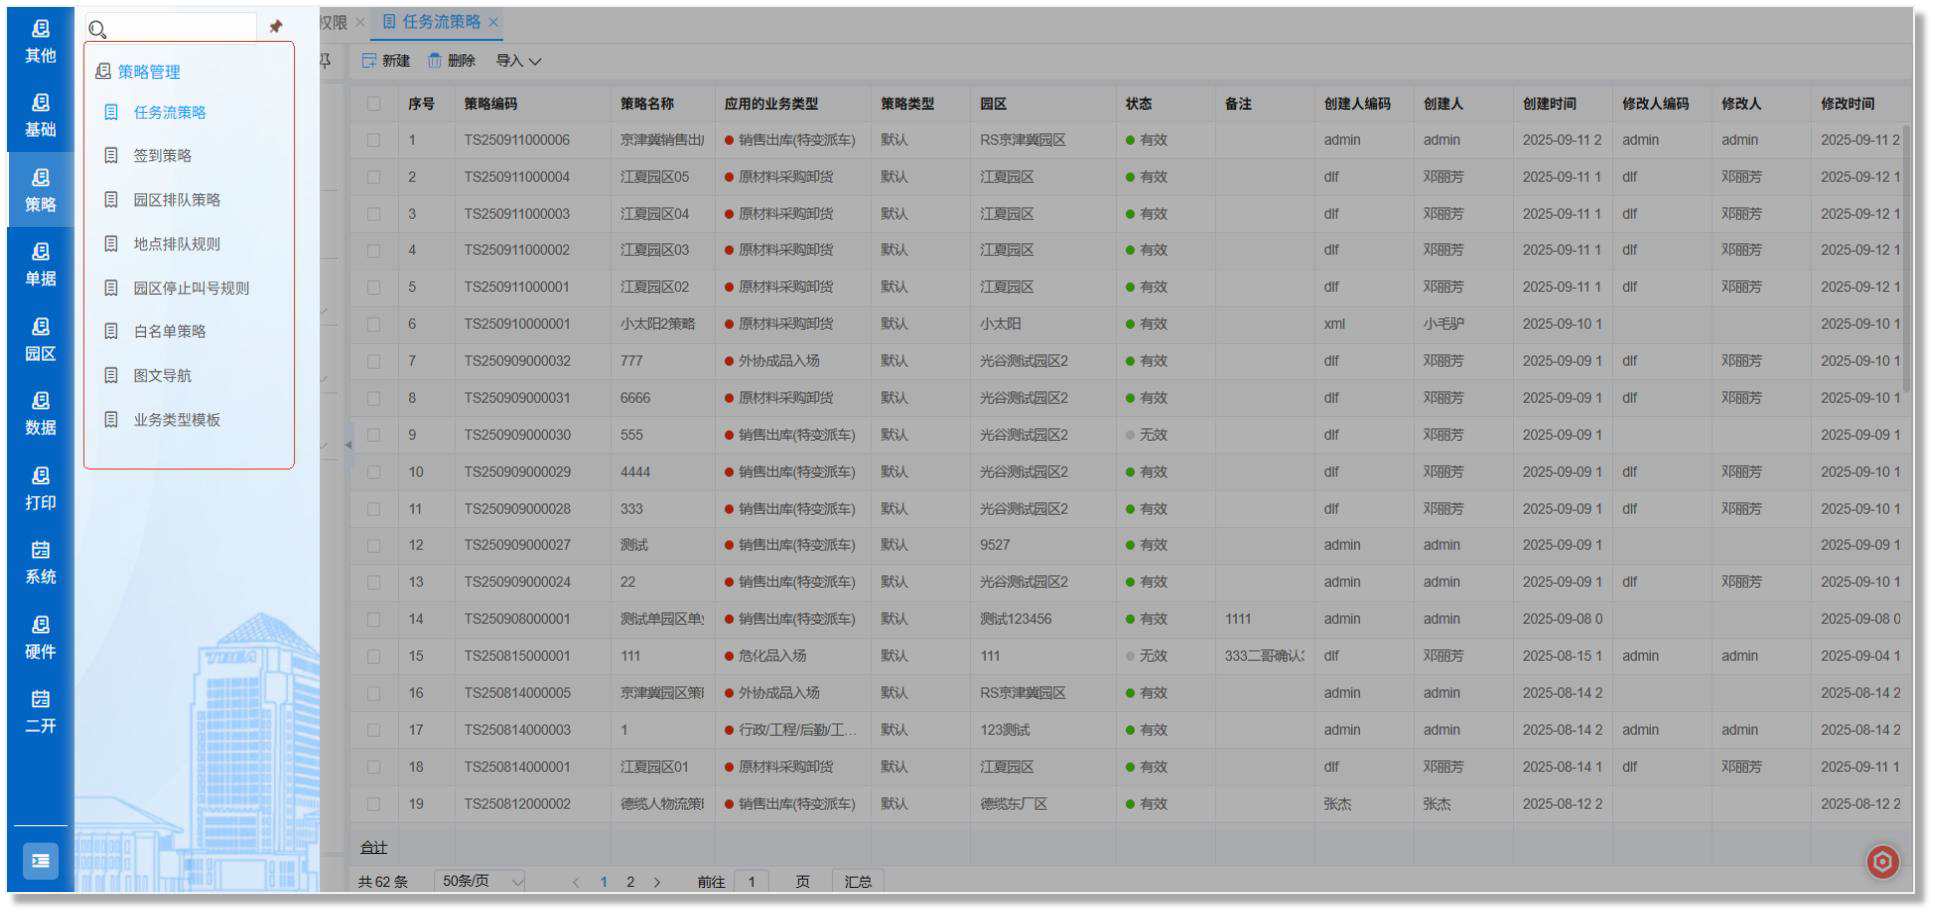 其他
基础
策略
单据
园区
数据
打印
系统
硬件
二开
策略管理
任务流策略
签到策略
园区排队策略
地点排队规则
园区停止叫号规则
白名单策略
图文导航
业务类型模板
TBEA
权限 × 任务流策略 ×
新建 删除 导入
序号 策略编码 策略名称 应用的业务类型 策略类型 园区 状态 备注 创建人编码 创建人 创建时间 修改人编码 修改人 修改时间
1 TS250911000006 京津冀销售出 销售出库(特变派车) 默认 RS京津冀园区 有效 admin admin 2025-09-11 2 admin admin 2025-09-11 2
2 TS250911000004 江夏园区05 原材料采购卸货 默认 江夏园区 有效 dlf 邓丽芳 2025-09-11 1 dlf 邓丽芳 2025-09-12 1
3 TS250911000003 江夏园区04 原材料采购卸货 默认 江夏园区 有效 dlf 邓丽芳 2025-09-11 1 dlf 邓丽芳 2025-09-12 1
4 TS250911000002 江夏园区03 原材料采购卸货 默认 江夏园区 有效 dlf 邓丽芳 2025-09-11 1 dlf 邓丽芳 2025-09-12 1
5 TS250911000001 江夏园区02 原材料采购卸货 默认 江夏园区 有效 dlf 邓丽芳 2025-09-11 1 dlf 邓丽芳 2025-09-12 1
6 TS250910000001 小太阳2策略 原材料采购卸货 默认 小太阳 有效 xml 小毛驴 2025-09-10 1 2025-09-10 1
7 TS250909000032 777 外协成品入场 默认 光谷测试园区2 有效 dlf 邓丽芳 2025-09-09 1 dlf 邓丽芳 2025-09-10 1
8 TS250909000031 6666 原材料采购卸货 默认 光谷测试园区2 有效 dlf 邓丽芳 2025-09-09 1 dlf 邓丽芳 2025-09-10 1
9 TS250909000030 555 销售出库(特变派车) 默认 光谷测试园区2 无效 dlf 邓丽芳 2025-09-09 1 2025-09-09 1
10 TS250909000029 4444 销售出库(特变派车) 默认 光谷测试园区2 有效 dlf 邓丽芳 2025-09-09 1 dlf 邓丽芳 2025-09-10 1
11 TS250909000028 333 销售出库(特变派车) 默认 光谷测试园区2 有效 dlf 邓丽芳 2025-09-09 1 dlf 邓丽芳 2025-09-10 1
12 TS250909000027 测试 销售出库(特变派车) 默认 9527 有效 admin admin 2025-09-09 1 2025-09-09 1
13 TS250909000024 22 销售出库(特变派车) 默认 光谷测试园区2 有效 admin admin 2025-09-09 1 dlf 邓丽芳 2025-09-10 1
14 TS250908000001 测试单园区单 销售出库(特变派车) 默认 测试123456 有效 1111 admin admin 2025-09-08 0 2025-09-08 0
15 TS250815000001 111 危化品入场 默认 111 无效 333二哥确认 dlf 邓丽芳 2025-08-15 1 admin admin 2025-09-04 1
16 TS250814000005 京津冀园区策 外协成品入场 默认 RS京津冀园区 有效 admin admin 2025-08-14 2 2025-08-14 2
17 TS250814000003 1 行政/工程/后勤/工... 默认 123测试 有效 admin admin 2025-08-14 2 admin admin 2025-08-14 2
18 TS250814000001 江夏园区01 原材料采购卸货 默认 江夏园区 有效 dlf 邓丽芳 2025-08-14 1 dlf 邓丽芳 2025-09-11 1
19 TS250812000002 德缆人物流策 销售出库(特变派车) 默认 德缆东厂区 有效 张杰 张杰 2025-08-12 2 2025-08-12 2
合计
共 62 条 50条/页 < 1 2 > 前往 1 页 汇总